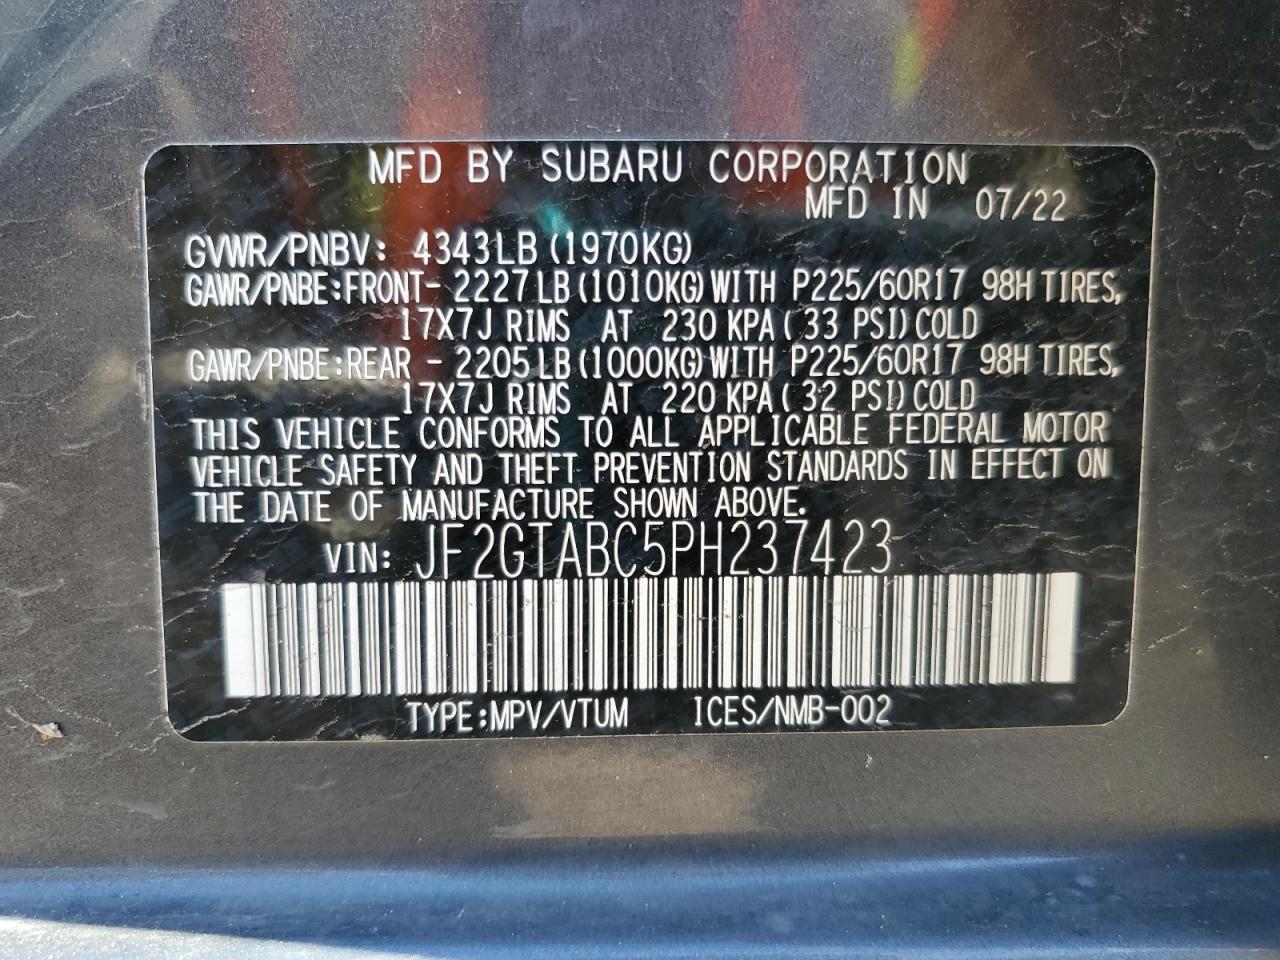 MFD BY SUBARU CORPORATION
MFD IN 07/22
GVWR/PNBV: 4343LB (1970KG)
GAWR/PNBE:FRONT- 2227LB(1010KG)WITH P225/60R17 98H TIRES,
17X7J RIMS AT 230 KPA( 33 PSI)COLD
GAWR/PNBE:REAR - 2205LB(1000KG)WITH P225/60R17 98H TIRES,
17X7J RIMS AT 220 KPA( 32 PSI)COLD
THIS VEHICLE CONFORMS TO ALL APPLICABLE FEDERAL MOTOR
VEHICLE SAFETY AND THEFT PREVENTION STANDARDS IN EFFECT ON
THE DATE OF MANUFACTURE SHOWN ABOVE.
VIN: JF2GTABC5PH237423
TYPE:MPV/VTUM ICES/NMB-002